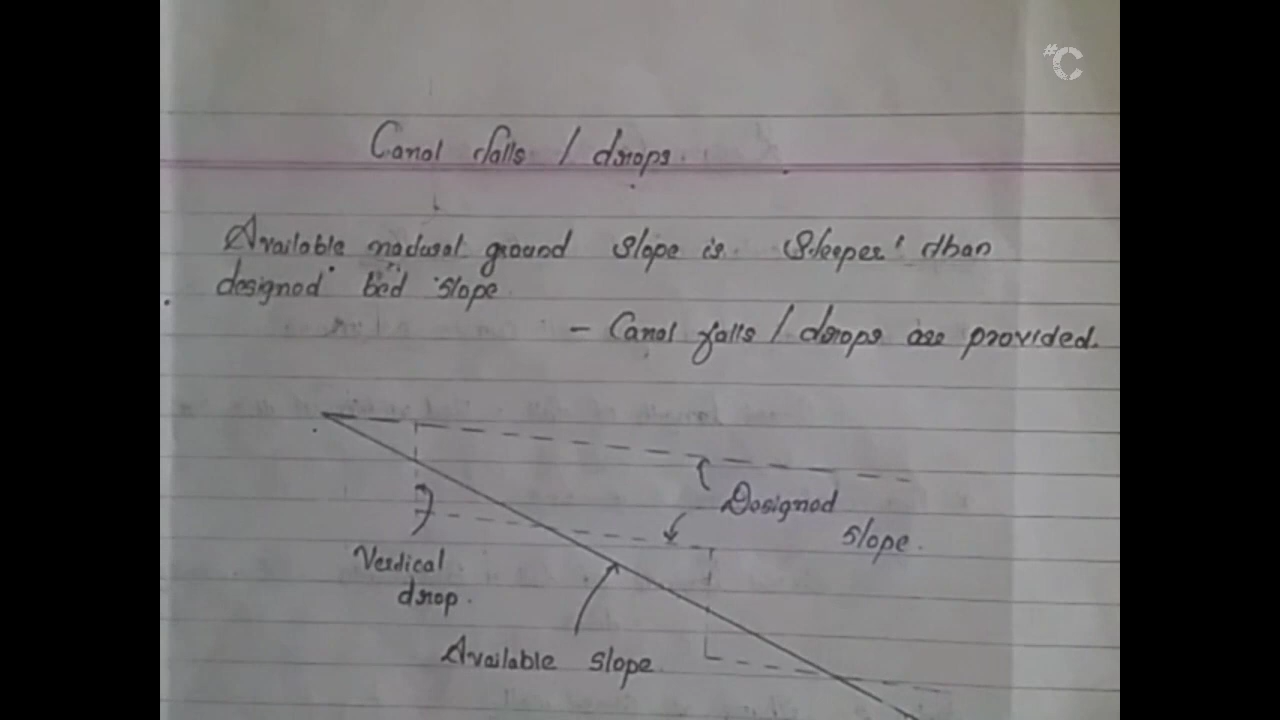 #C
Canal falls / drops.
Available natural ground slope is steeper than
designed bed slope
- Canal falls / drops are provided.
Designed
slope.
Vertical
drop.
Available slope